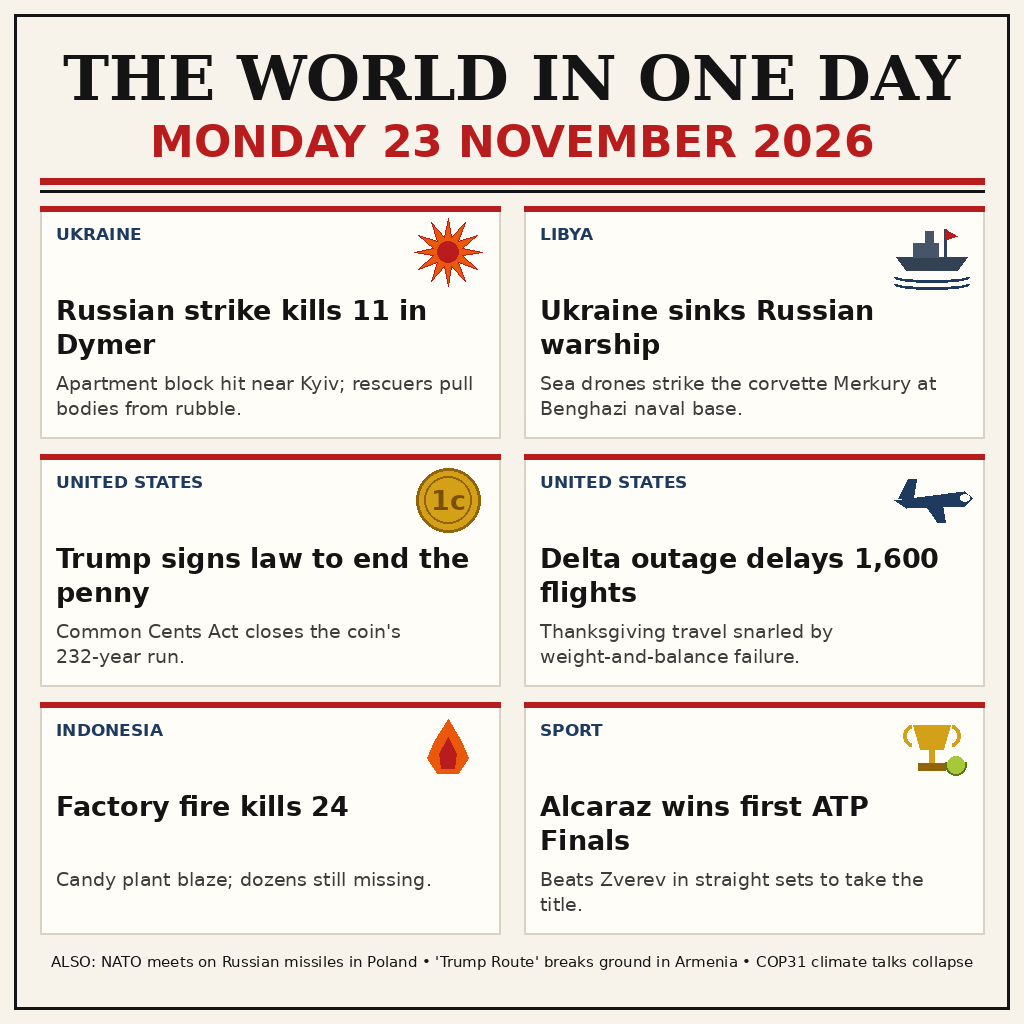 THE WORLD IN ONE DAY
MONDAY 23 NOVEMBER 2026
UKRAINE
Russian strike kills 11 in
Dymer
Apartment block hit near Kyiv; rescuers pull
bodies from rubble.
LIBYA
Ukraine sinks Russian
warship
Sea drones strike the corvette Merkury at
Benghazi naval base.
UNITED STATES
1c
Trump signs law to end the
penny
Common Cents Act closes the coin's
232-year run.
UNITED STATES
Delta outage delays 1,600
flights
Thanksgiving travel snarled by
weight-and-balance failure.
INDONESIA
Factory fire kills 24
Candy plant blaze; dozens still missing.
SPORT
Alcaraz wins first ATP
Finals
Beats Zverev in straight sets to take the
title.
ALSO: NATO meets on Russian missiles in Poland • 'Trump Route' breaks ground in Armenia • COP31 climate talks collapse